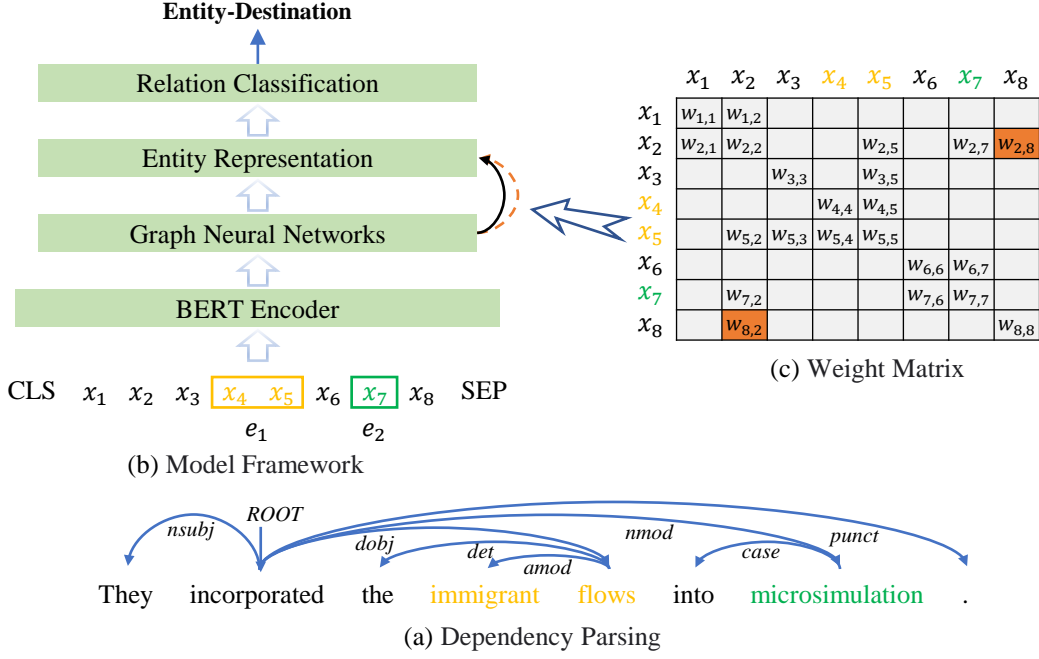 Entity-Destination
Relation Classification
Entity Representation
Graph Neural Networks
BERT Encoder
CLS x₁ x₂ x₃ x₄ x₅ x₆ x₇ x₈ SEP
e₁ e₂
(b) Model Framework
x₁ x₂ x₃ x₄ x₅ x₆ x₇ x₈
x₁ w₁,₁ w₁,₂
x₂ w₂,₁ w₂,₂ w₂,₅ w₂,₇ w₂,₈
x₃ w₃,₃ w₃,₅
x₄ w₄,₄ w₄,₅
x₅ w₅,₂ w₅,₃ w₅,₄ w₅,₅
x₆ w₆,₆ w₆,₇
x₇ w₇,₂ w₇,₆ w₇,₇
x₈ w₈,₂ w₈,₈
(c) Weight Matrix
nsubj ROOT dobj det amod nmod case punct
They incorporated the immigrant flows into microsimulation .
(a) Dependency Parsing